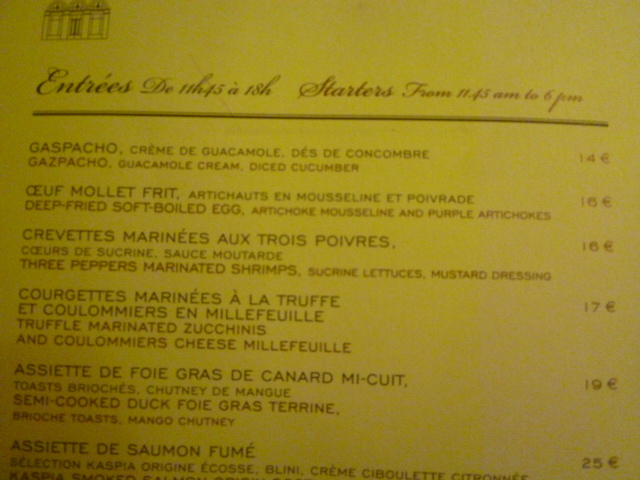 Entrées De 11h45 à 18h Starters From 11.45 am to 6 pm
GASPACHO, CRÈME DE GUACAMOLE, DÉS DE CONCOMBRE 14 €
GAZPACHO, GUACAMOLE CREAM, DICED CUCUMBER
ŒUF MOLLET FRIT, ARTICHAUTS EN MOUSSELINE ET POIVRADE 16 €
DEEP-FRIED SOFT-BOILED EGG, ARTICHOKE MOUSSELINE AND PURPLE ARTICHOKES
CREVETTES MARINÉES AUX TROIS POIVRES, 16 €
CŒURS DE SUCRINE, SAUCE MOUTARDE
THREE PEPPERS MARINATED SHRIMPS, SUCRINE LETTUCES, MUSTARD DRESSING
COURGETTES MARINÉES À LA TRUFFE 17 €
ET COULOMMIERS EN MILLEFEUILLE
TRUFFLE MARINATED ZUCCHINIS
AND COULOMMIERS CHEESE MILLEFEUILLE
ASSIETTE DE FOIE GRAS DE CANARD MI-CUIT, 19 €
TOASTS BRIOCHÉS, CHUTNEY DE MANGUE
SEMI-COOKED DUCK FOIE GRAS TERRINE,
BRIOCHE TOASTS, MANGO CHUTNEY
ASSIETTE DE SAUMON FUMÉ 25 €
SÉLECTION KASPIA ORIGINE ÉCOSSE, BLINI, CRÈME CIBOULETTE CITRONNÉE
KASPIA SMOKED SALMON ORIGIN